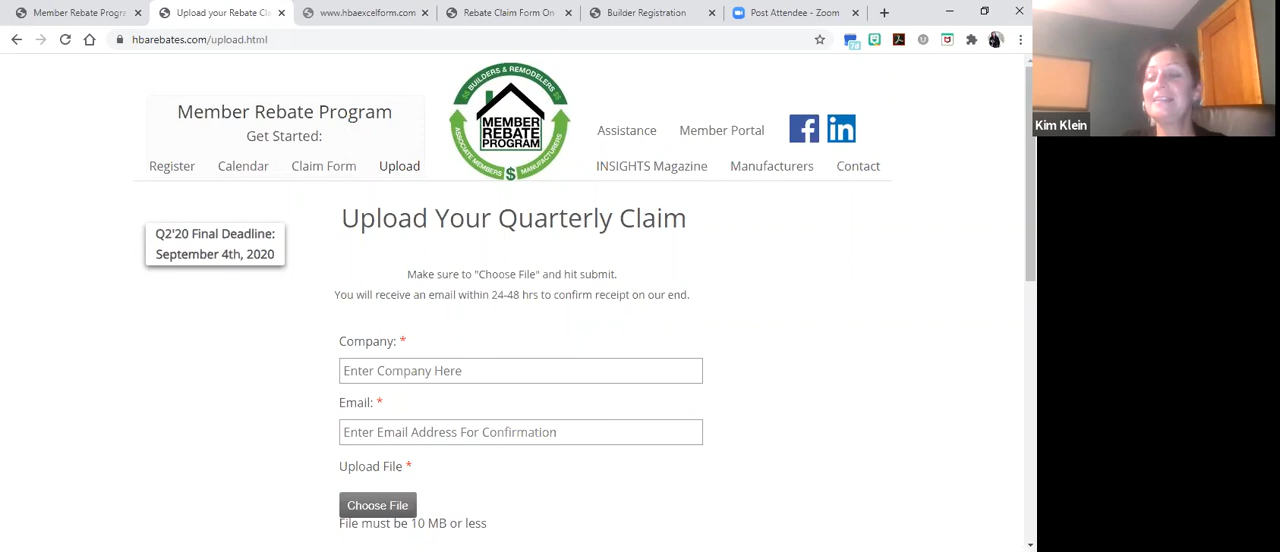 Member Rebate Progra
Upload your Rebate Cl
www.hbaexcelform.com
Rebate Claim Form On
Builder Registration
Post Attendee - Zoom
hbarebates.com/upload.html
Kim Klein
Member Rebate Program
Get Started:
Register Calendar Claim Form Upload
$$ BUILDERS & REMODELERS $$
MEMBER
REBATE
PROGRAM
ASSOCIATE MEMBERS $ MANUFACTURERS
Assistance Member Portal
INSIGHTS Magazine Manufacturers Contact
Q2'20 Final Deadline:
September 4th, 2020
Upload Your Quarterly Claim
Make sure to "Choose File" and hit submit.
You will receive an email within 24-48 hrs to confirm receipt on our end.
Company: *
Enter Company Here
Email: *
Enter Email Address For Confirmation
Upload File *
Choose File
File must be 10 MB or less